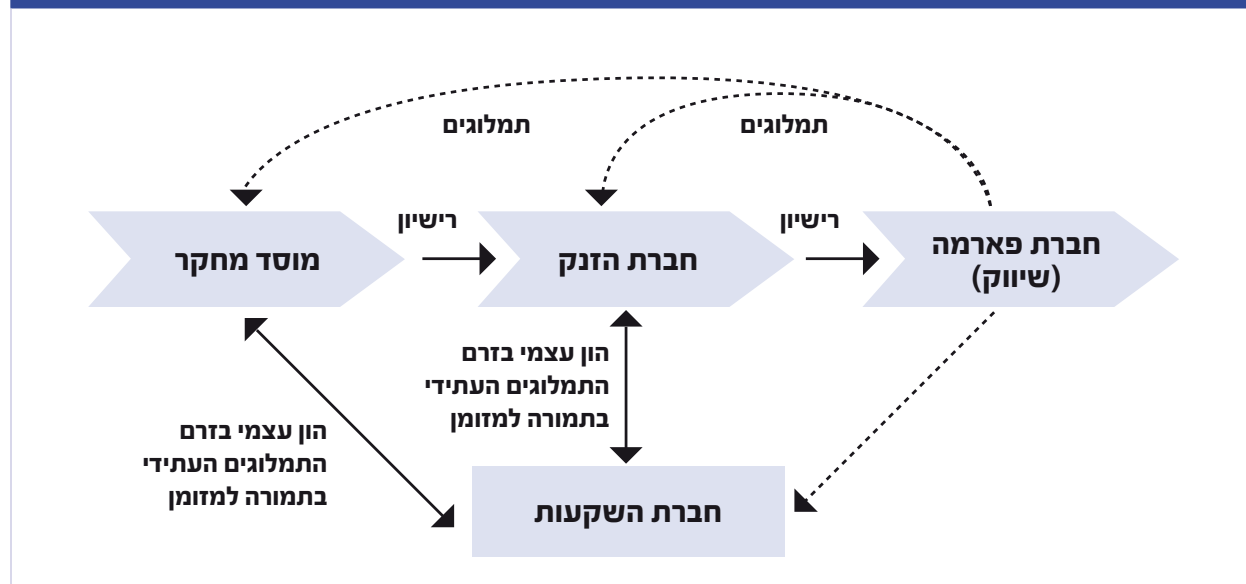 תמלוגים
תמלוגים
רישיון
רישיון
חברת פארמה
(שיווק)
חברת הזנק
מוסד מחקר
הון עצמי בזרם
התמלוגים העתידי
בתמורה למזומן
הון עצמי בזרם
התמלוגים העתידי
בתמורה למזומן
חברת השקעות